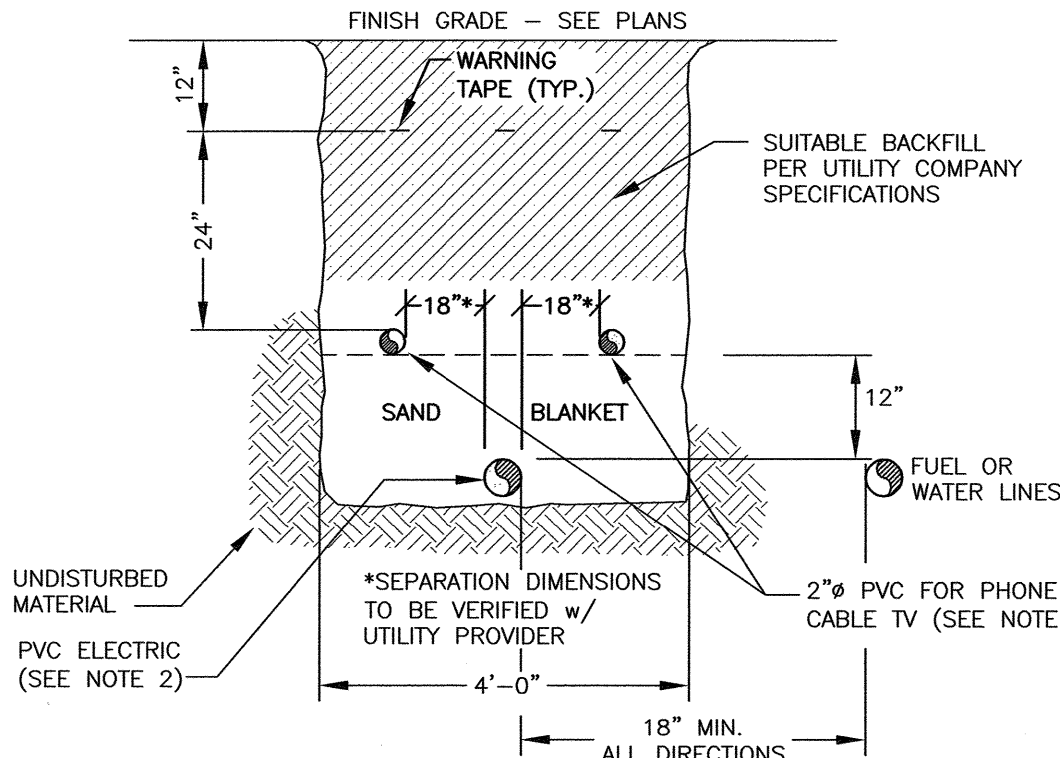 FINISH GRADE – SEE PLANS
12"
WARNING
TAPE (TYP.)
SUITABLE BACKFILL
PER UTILITY COMPANY
SPECIFICATIONS
24"
18"*
18"*
SAND
BLANKET
12"
FUEL OR
WATER LINES
UNDISTURBED
MATERIAL
*SEPARATION DIMENSIONS
TO BE VERIFIED w/
UTILITY PROVIDER
2"ø PVC FOR PHONE
CABLE TV (SEE NOTE
PVC ELECTRIC
(SEE NOTE 2)
4'-0"
18" MIN.
ALL DIRECTIONS